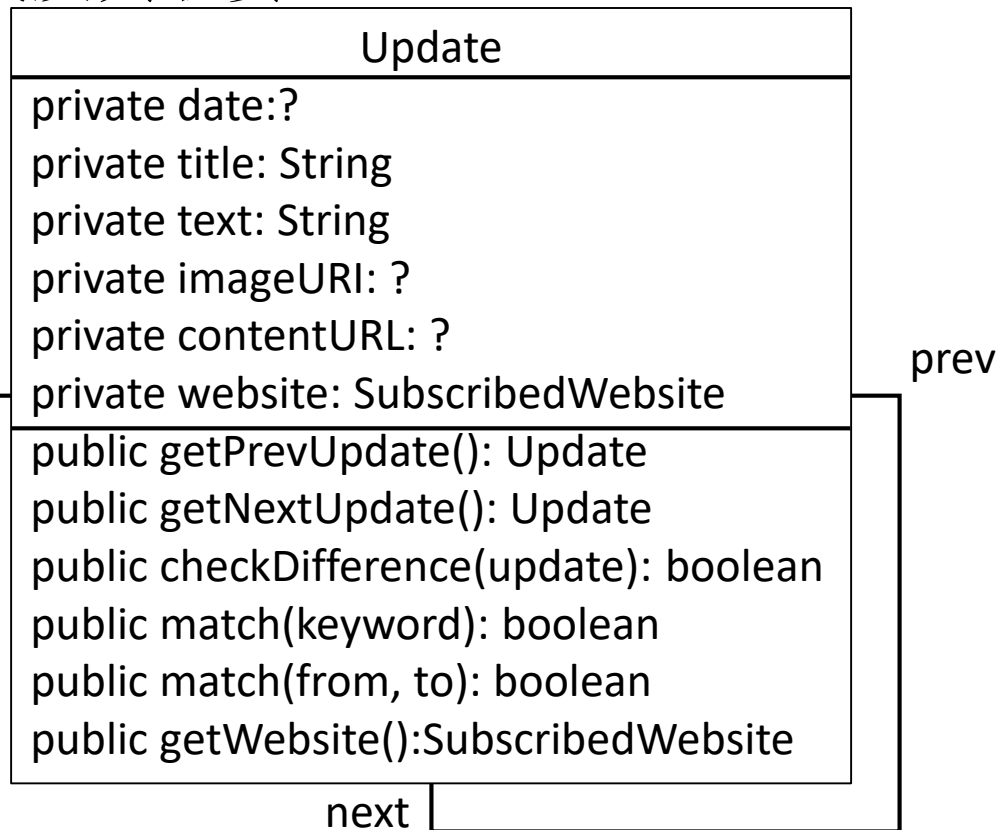 Update
private date:?
private title: String
private text: String
private imageURI: ?
private contentURL: ?
private website: SubscribedWebsite
prev
public getPrevUpdate(): Update
public getNextUpdate(): Update
public checkDifference(update): boolean
public match(keyword): boolean
public match(from, to): boolean
public getWebsite():SubscribedWebsite
next